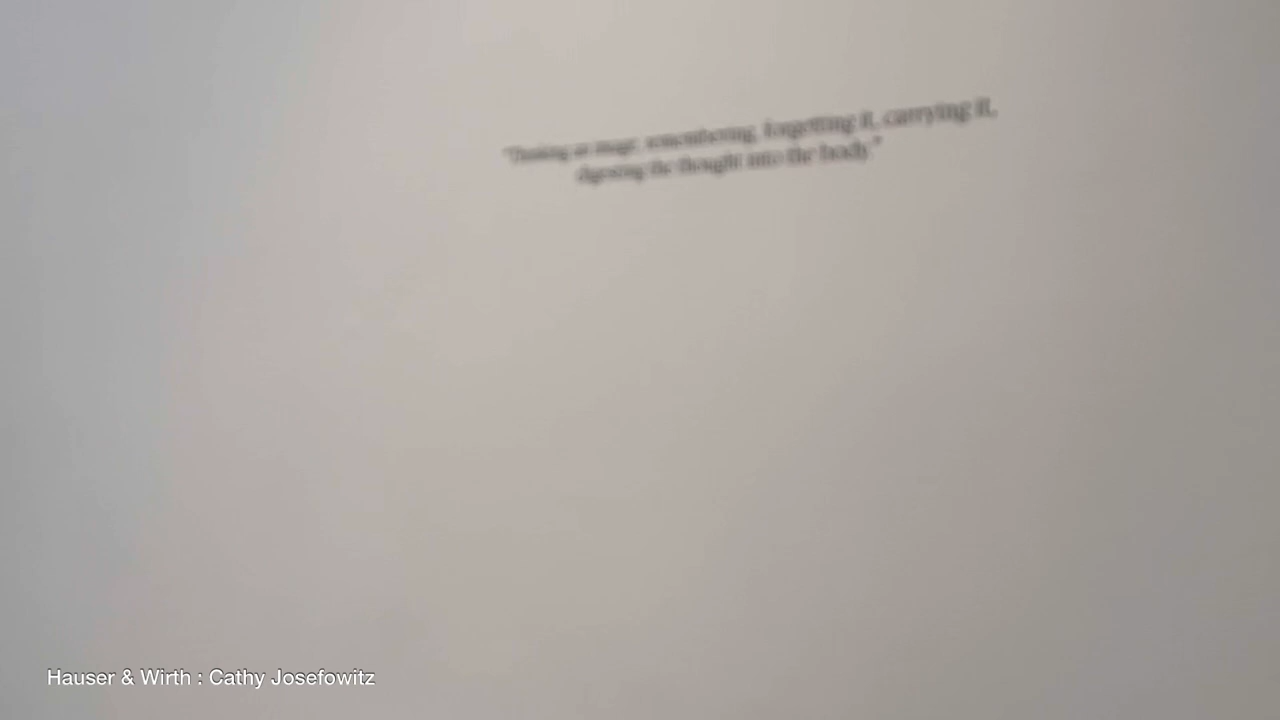 "Thinking an image, remembering, forgetting it, carrying it,
digesting the thought into the body."
Hauser & Wirth : Cathy Josefowitz